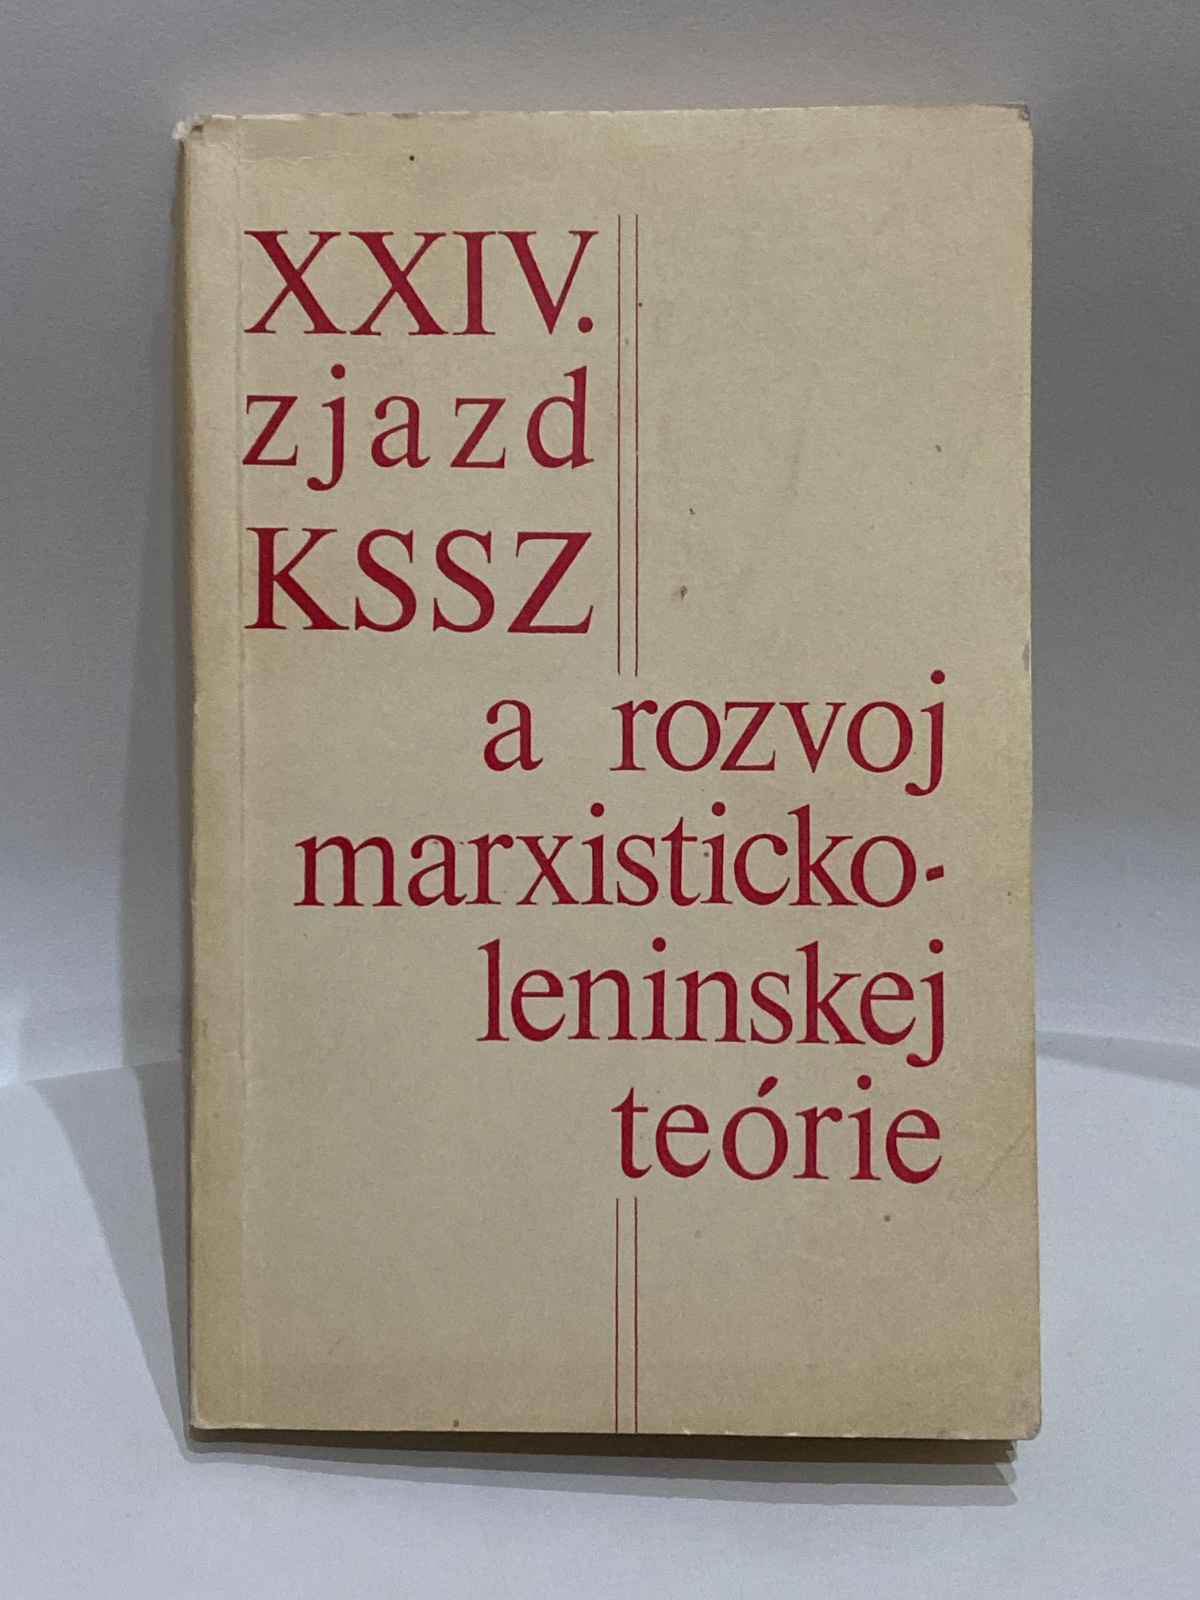 XXIV.
zjazd
KSSZ
a rozvoj
marxisticko-
leninskej
teórie